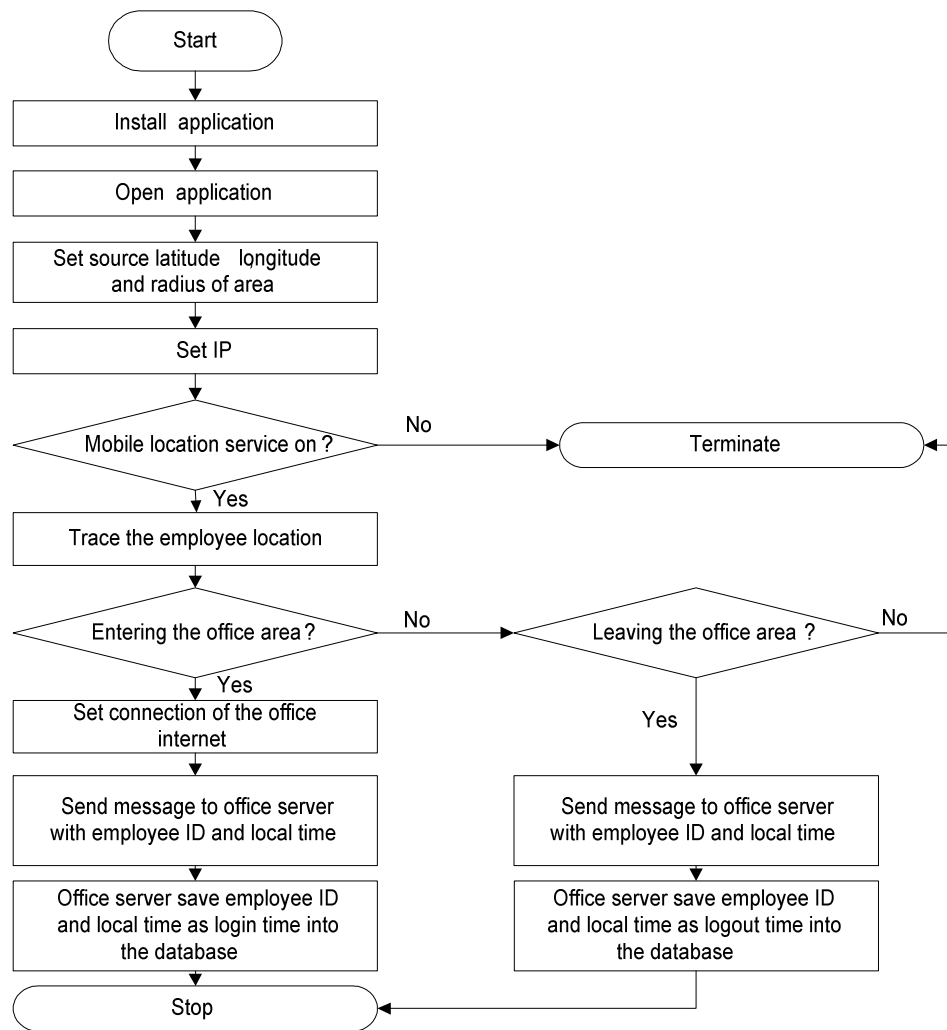 Start
Install application
Open application
Set source latitude, longitude
and radius of area
Set IP
Mobile location service on ?
No
Terminate
Yes
Trace the employee location
Entering the office area ?
No
Leaving the office area ?
No
Yes
Set connection of the office
internet
Yes
Send message to office server
with employee ID and local time
Send message to office server
with employee ID and local time
Office server save employee ID
and local time as login time into
the database
Office server save employee ID
and local time as logout time into
the database
Stop